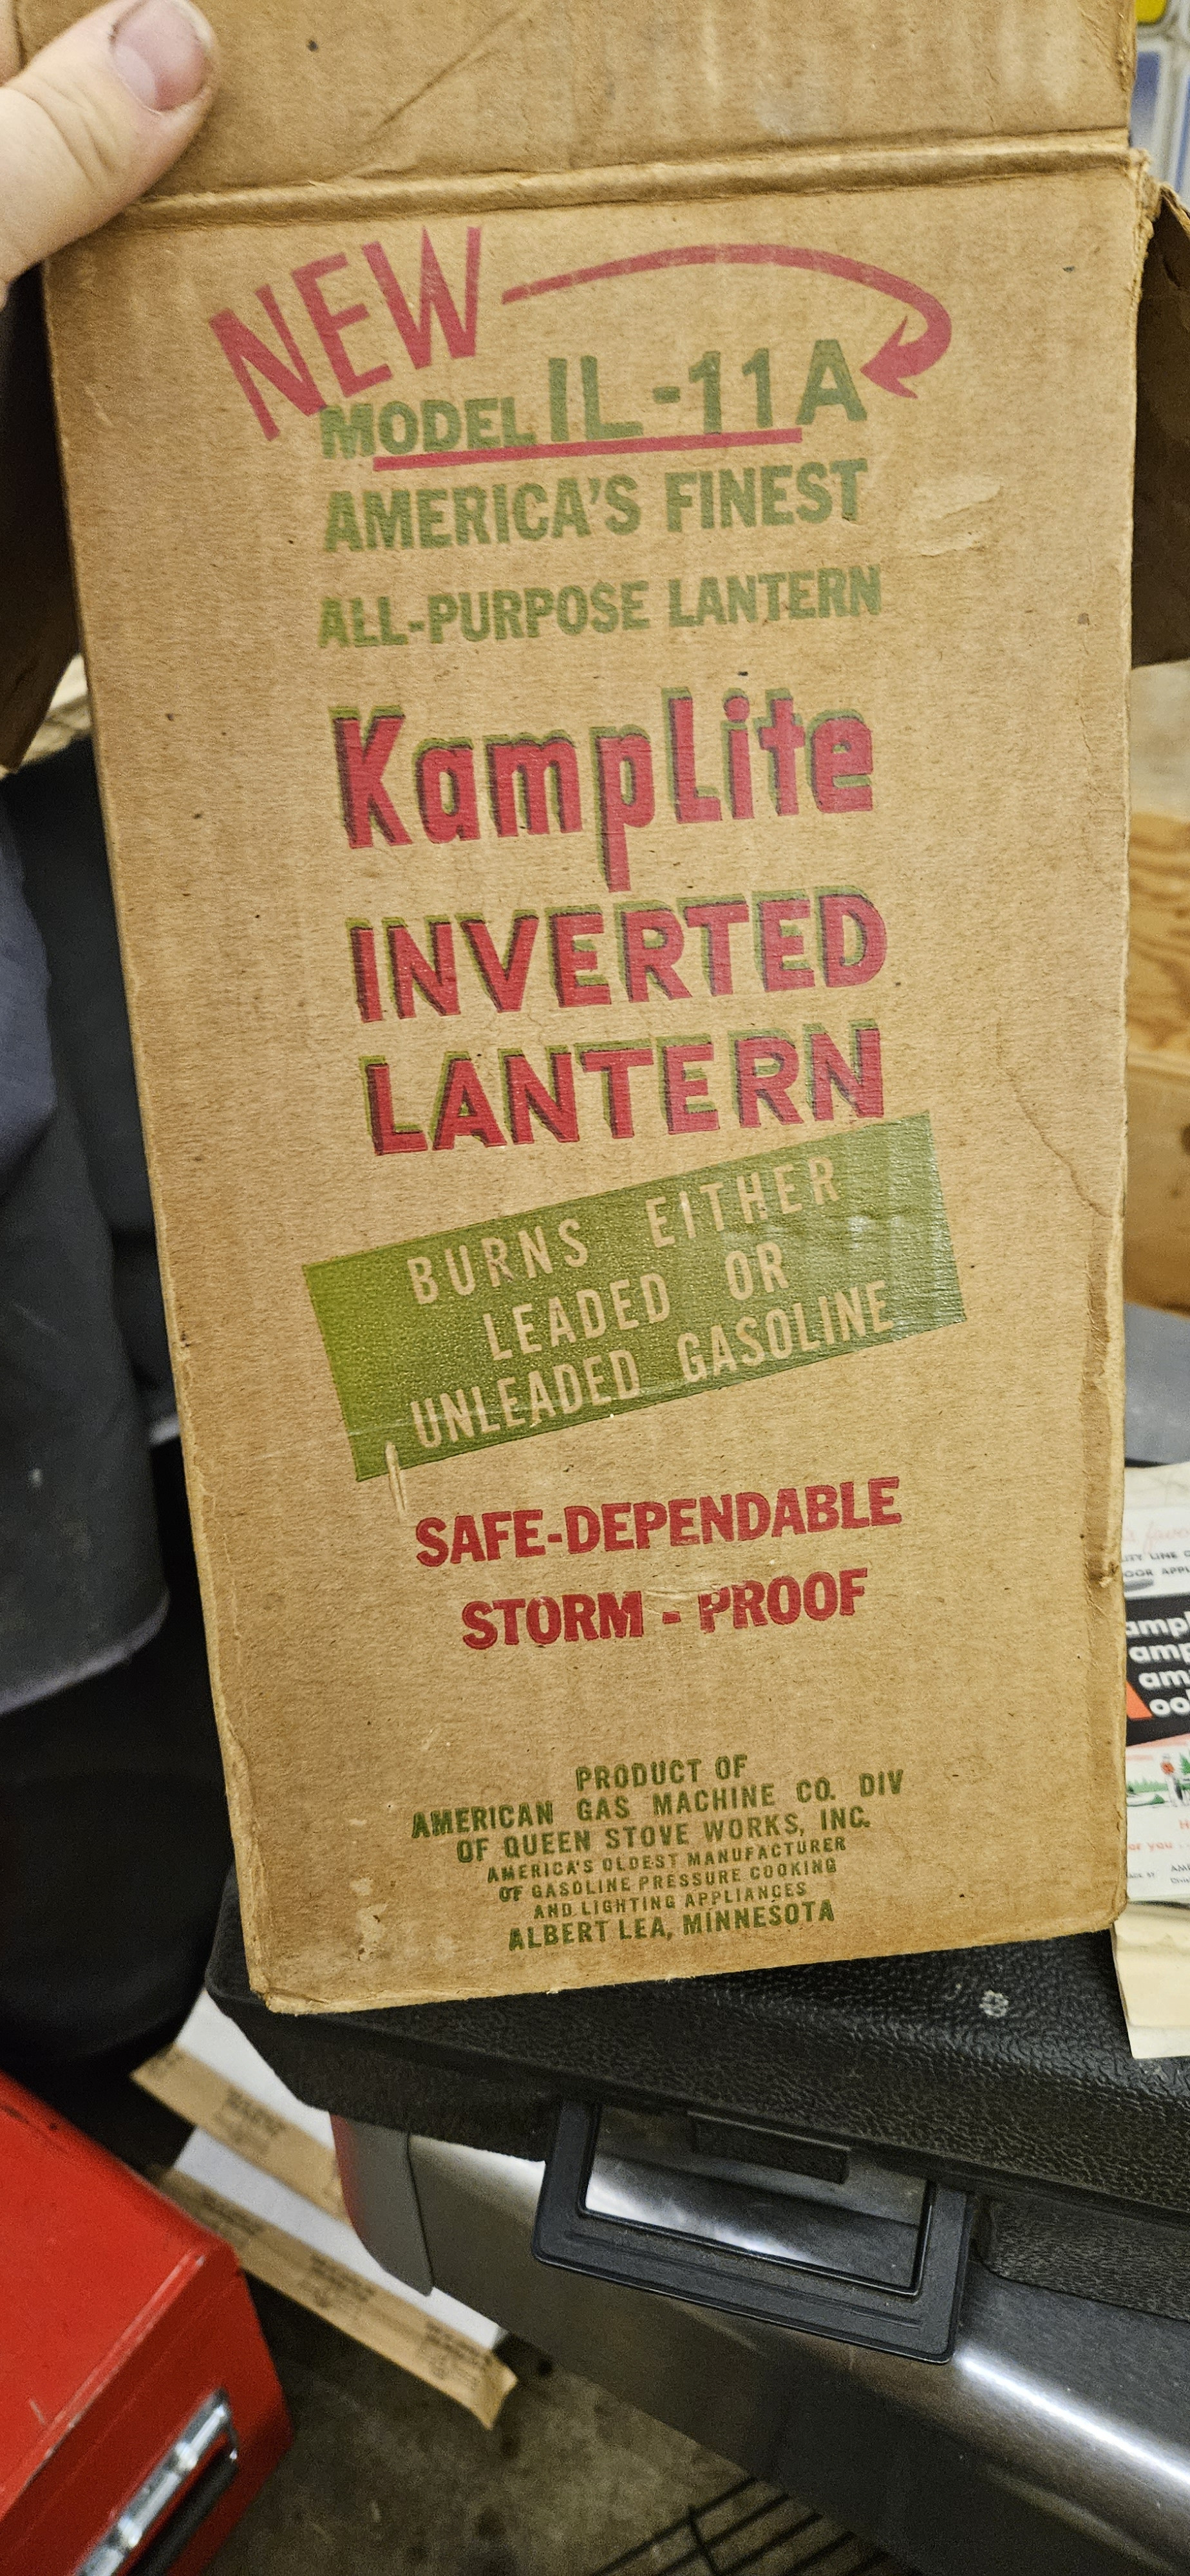 NEW
MODEL IL-11A
AMERICA'S FINEST
ALL-PURPOSE LANTERN
KampLite
INVERTED
LANTERN
BURNS EITHER
LEADED OR
UNLEADED GASOLINE
SAFE-DEPENDABLE
STORM - PROOF
PRODUCT OF
AMERICAN GAS MACHINE CO. DIV
OF QUEEN STOVE WORKS, INC.
AMERICA'S OLDEST MANUFACTURER
OF GASOLINE PRESSURE COOKING
AND LIGHTING APPLIANCES
ALBERT LEA, MINNESOTA